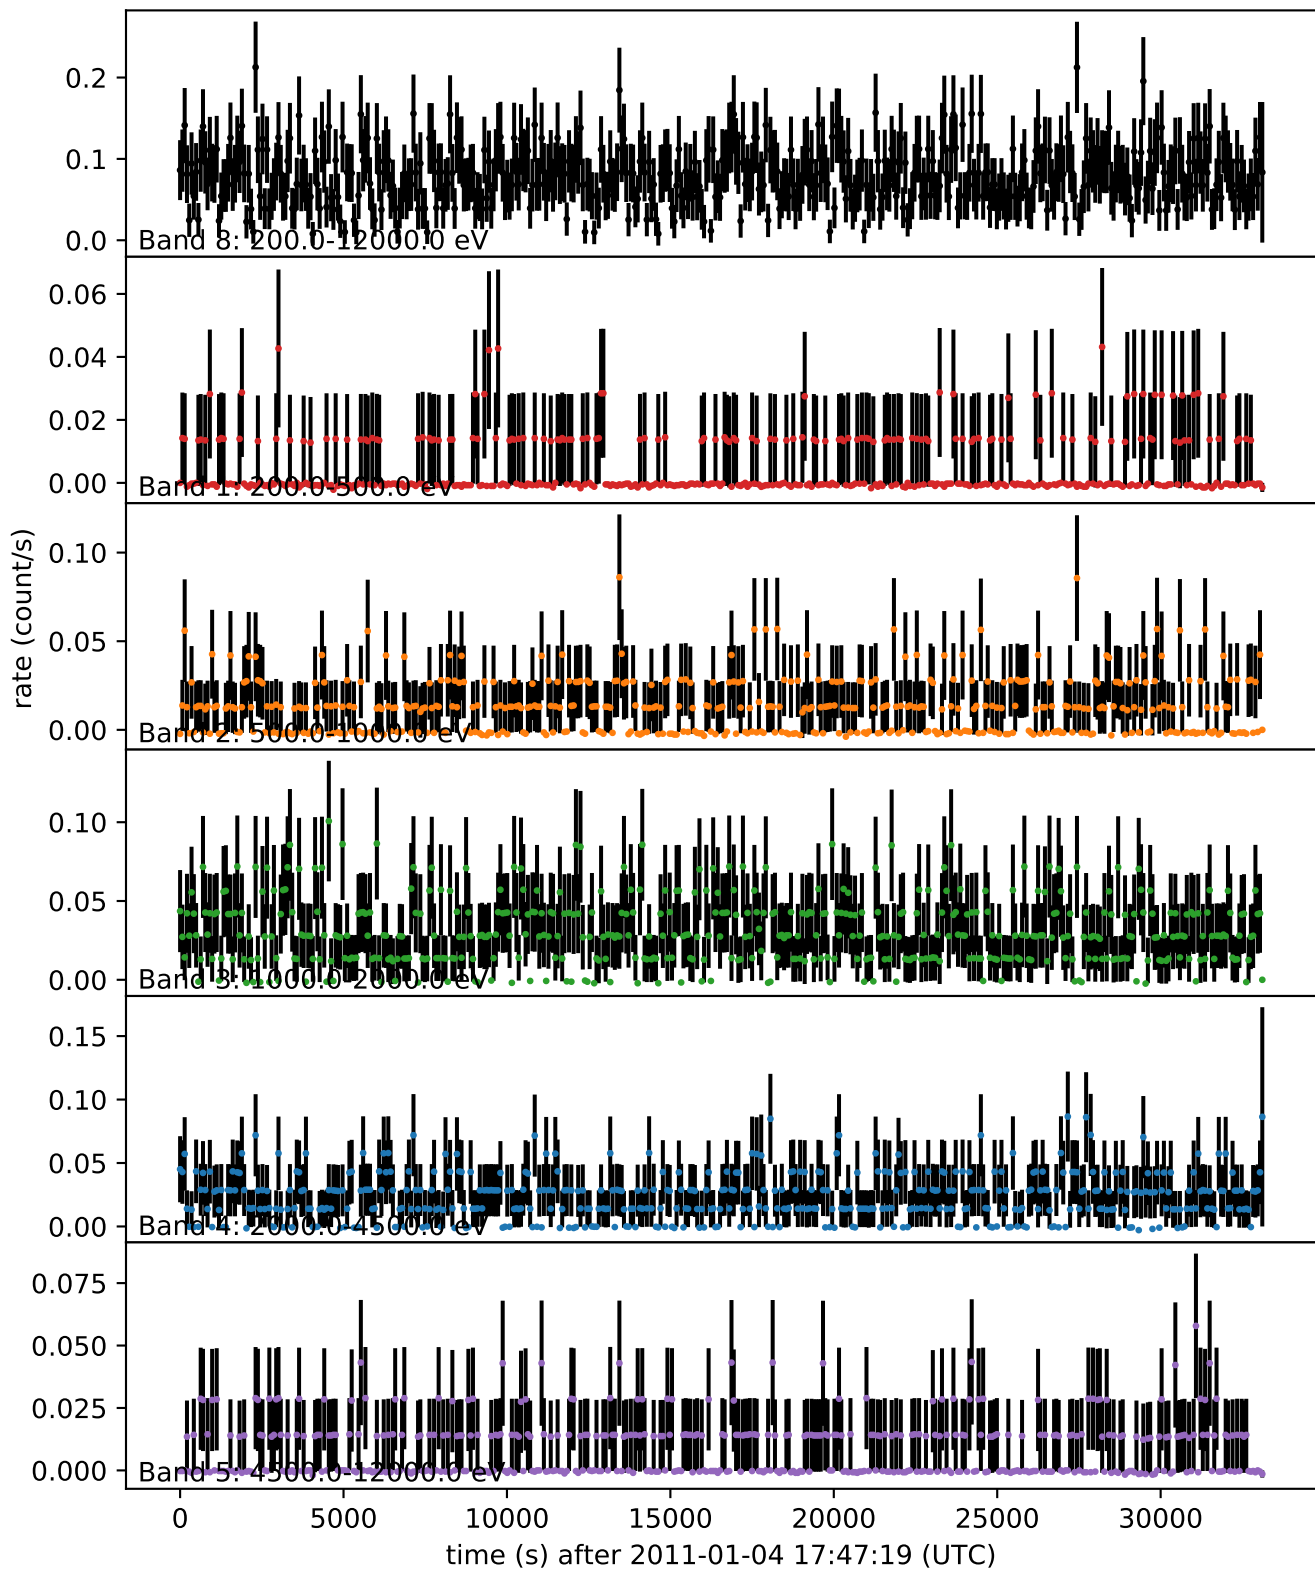 0.2
0.1
0.0
Band 8: 200.0-12000.0 eV
0.06
0.04
0.02
0.00
Band 1: 200.0-500.0 eV
rate (count/s)
0.10
0.05
0.00
Band 2: 500.0-1000.0 eV
0.10
0.05
0.00
Band 3: 1000.0-2000.0 eV
0.15
0.10
0.05
0.00
Band 4: 2000.0-4500.0 eV
0.075
0.050
0.025
0.000
Band 5: 4500.0-12000.0 eV
0 5000 10000 15000 20000 25000 30000
time (s) after 2011-01-04 17:47:19 (UTC)